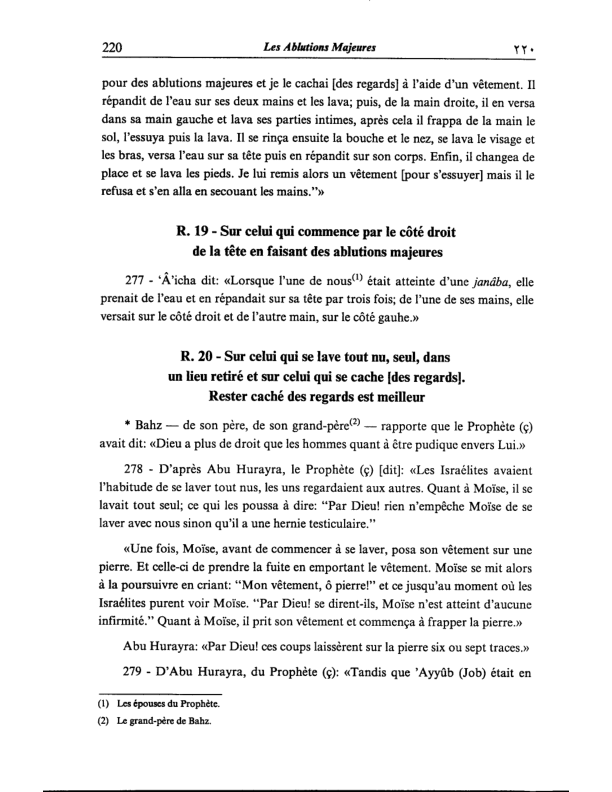 220 Les Ablutions Majeures ٢٢٠
pour des ablutions majeures et je le cachai [des regards] à l'aide d'un vêtement. Il
répandit de l'eau sur ses deux mains et les lava; puis, de la main droite, il en versa
dans sa main gauche et lava ses parties intimes, après cela il frappa de la main le
sol, l'essuya puis la lava. Il se rinça ensuite la bouche et le nez, se lava le visage et
les bras, versa l'eau sur sa tête puis en répandit sur son corps. Enfin, il changea de
place et se lava les pieds. Je lui remis alors un vêtement [pour s'essuyer] mais il le
refusa et s'en alla en secouant les mains."»
R. 19 - Sur celui qui commence par le côté droit
de la tête en faisant des ablutions majeures
277 - ‘Â'icha dit: «Lorsque l'une de nous(1) était atteinte d'une janâba, elle
prenait de l'eau et en répandait sur sa tête par trois fois; de l'une de ses mains, elle
versait sur le côté droit et de l'autre main, sur le côté gauhe.»
R. 20 - Sur celui qui se lave tout nu, seul, dans
un lieu retiré et sur celui qui se cache [des regards].
Rester caché des regards est meilleur
* Bahz — de son père, de son grand-père(2) — rapporte que le Prophète (ç)
avait dit: «Dieu a plus de droit que les hommes quant à être pudique envers Lui.»
278 - D'après Abu Hurayra, le Prophète (ç) [dit]: «Les Israélites avaient
l'habitude de se laver tout nus, les uns regardaient aux autres. Quant à Moïse, il se
lavait tout seul; ce qui les poussa à dire: "Par Dieu! rien n'empêche Moïse de se
laver avec nous sinon qu'il a une hernie testiculaire."
«Une fois, Moïse, avant de commencer à se laver, posa son vêtement sur une
pierre. Et celle-ci de prendre la fuite en emportant le vêtement. Moïse se mit alors
à la poursuivre en criant: "Mon vêtement, ô pierre!" et ce jusqu'au moment où les
Israélites purent voir Moïse. "Par Dieu! se dirent-ils, Moïse n'est atteint d'aucune
infirmité." Quant à Moïse, il prit son vêtement et commença à frapper la pierre.»
Abu Hurayra: «Par Dieu! ces coups laissèrent sur la pierre six ou sept traces.»
279 - D'Abu Hurayra, du Prophète (ç): «Tandis que 'Ayyûb (Job) était en
(1) Les épouses du Prophète.
(2) Le grand-père de Bahz.